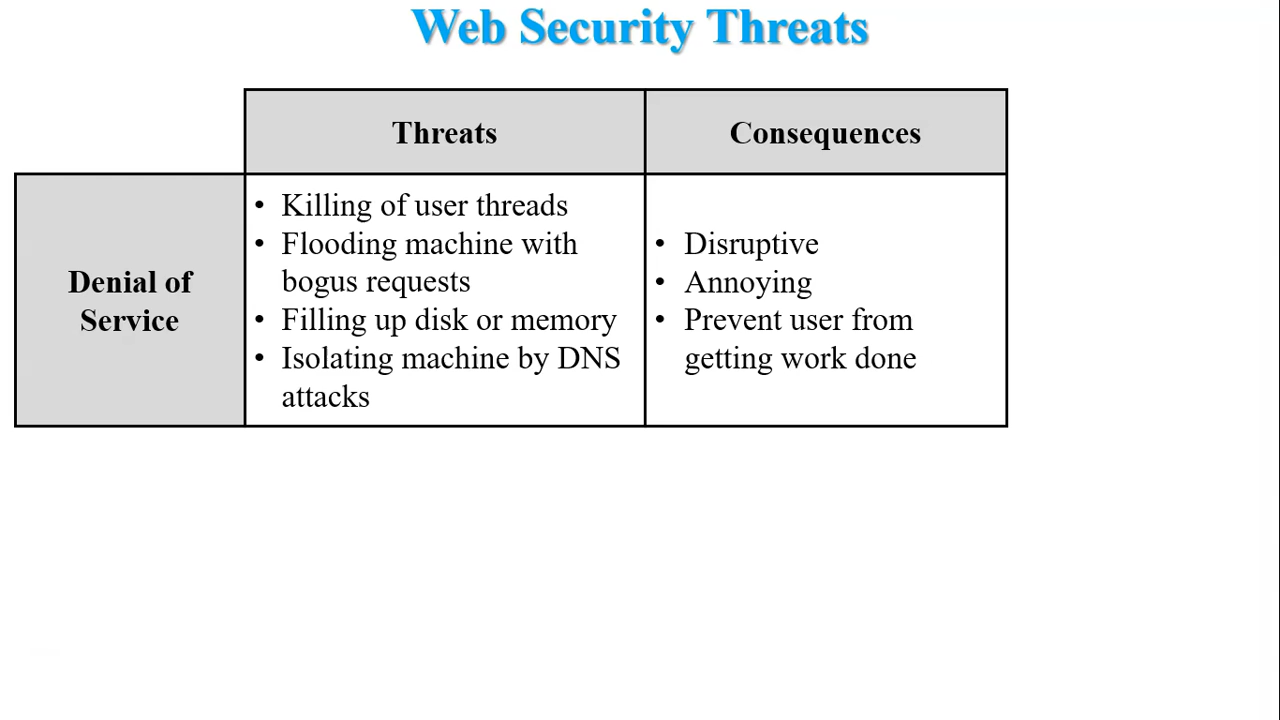 Web Security Threats
Threats
Consequences
Denial of
Service
• Killing of user threads
• Flooding machine with
bogus requests
• Filling up disk or memory
• Isolating machine by DNS
attacks
• Disruptive
• Annoying
• Prevent user from
getting work done